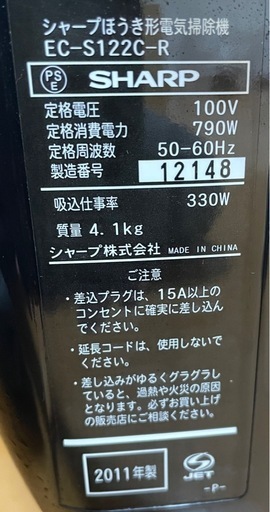 シャープほうき形電気掃除機
EC-S122C-R
PS
E
SHARP
定格電圧 100V
定格消費電力 790W
定格周波数 50-60Hz
製造番号 12148
吸込仕事率 330W
質量 4.1kg
シャープ株式会社 MADE IN CHINA
ご注意
・差込プラグは、15A以上の
コンセントに確実に差し込ん
でください。
・延長コードは、使用しない
でください。
・差し込みがゆるくグラグラし
ていると、過熱や火災の原因
となります。必ずお買い上げ
の販売店にご相談ください。
2011年製
JET
-P-